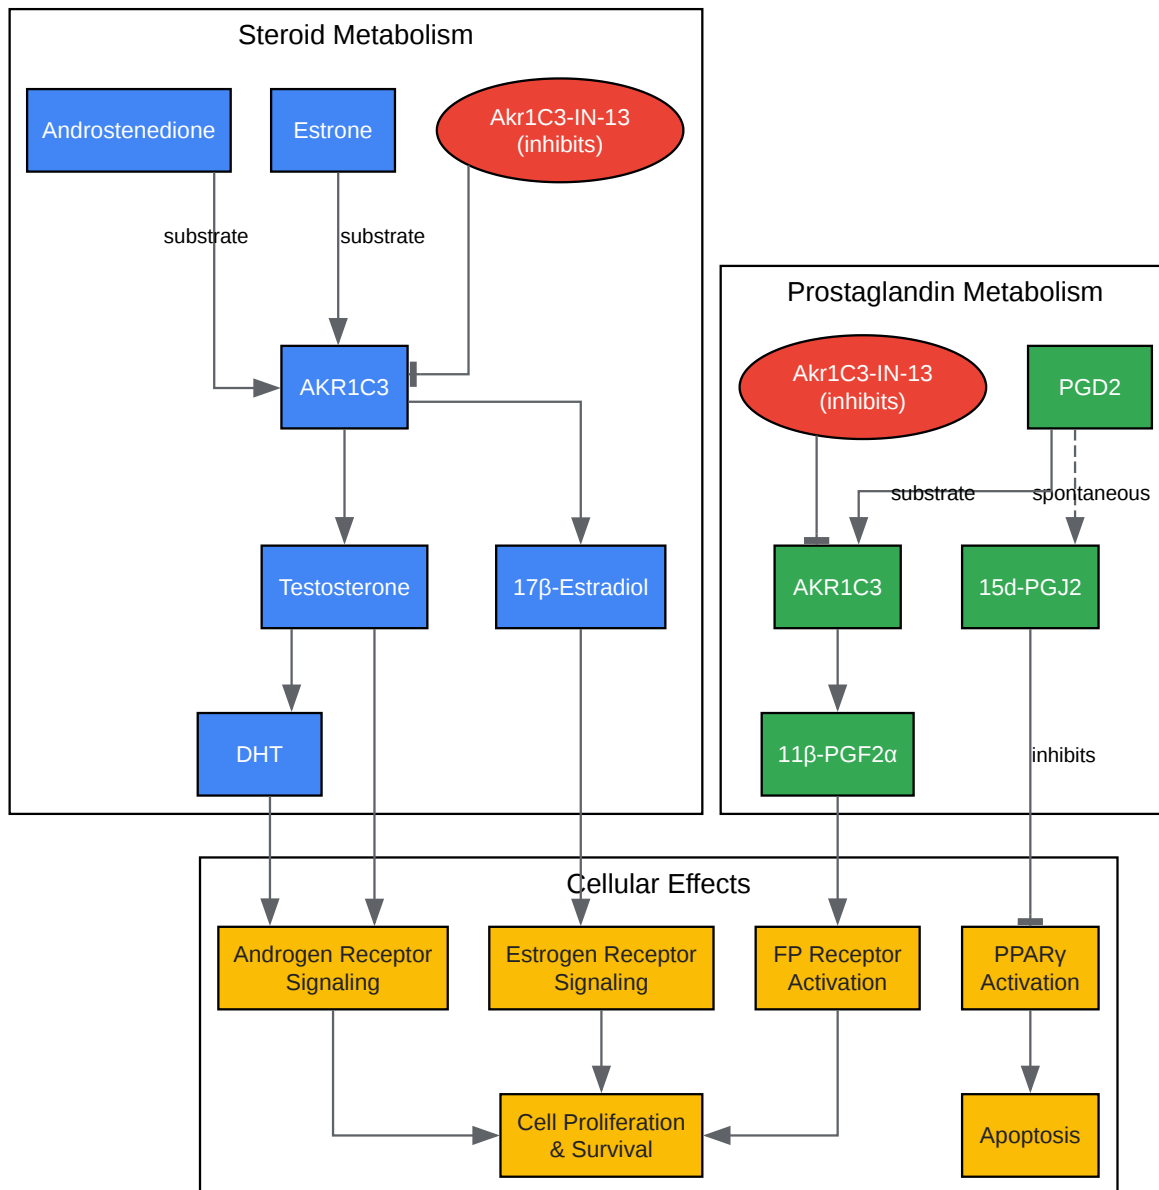 Steroid Metabolism
Androstenedione
Estrone
Akr1C3-IN-13
(inhibits)
substrate
substrate
AKR1C3
Testosterone
17β-Estradiol
DHT
Prostaglandin Metabolism
Akr1C3-IN-13
(inhibits)
PGD2
substrate
spontaneous
AKR1C3
15d-PGJ2
11β-PGF2α
inhibits
Cellular Effects
Androgen Receptor
Signaling
Estrogen Receptor
Signaling
FP Receptor
Activation
PPARγ
Activation
Cell Proliferation
& Survival
Apoptosis